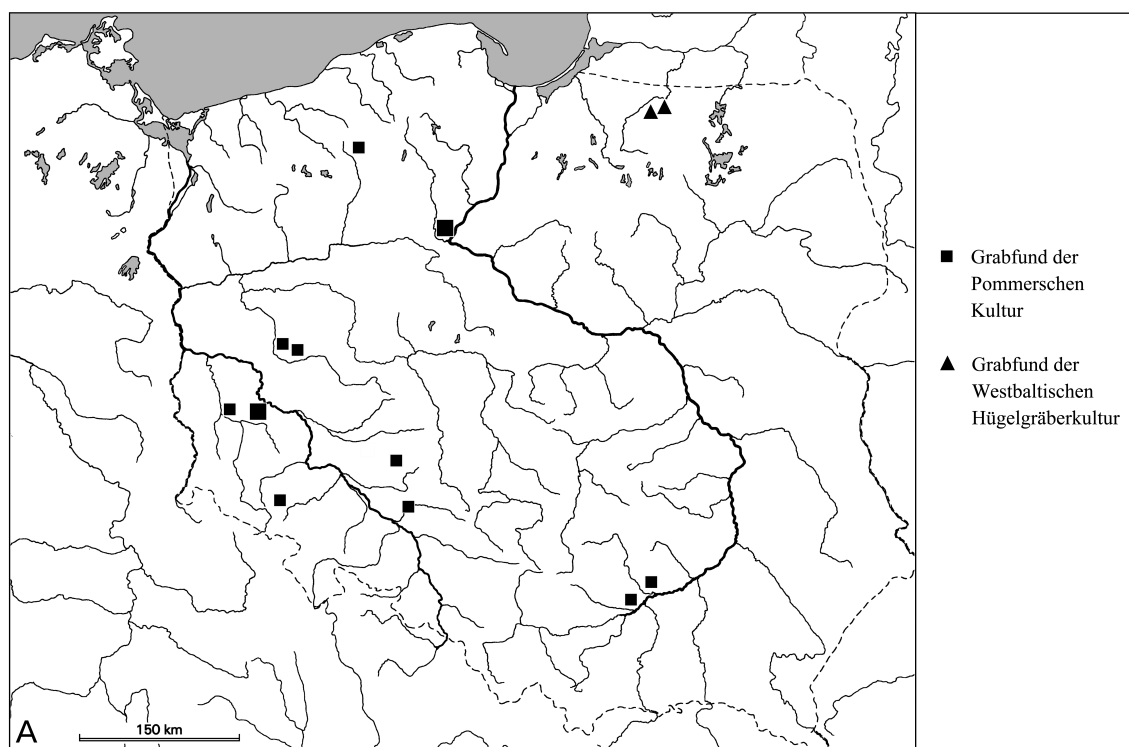 Grabfund der
Pommerschen
Kultur
Grabfund der
Westbaltischen
Hügelgräberkultur
A
150 km